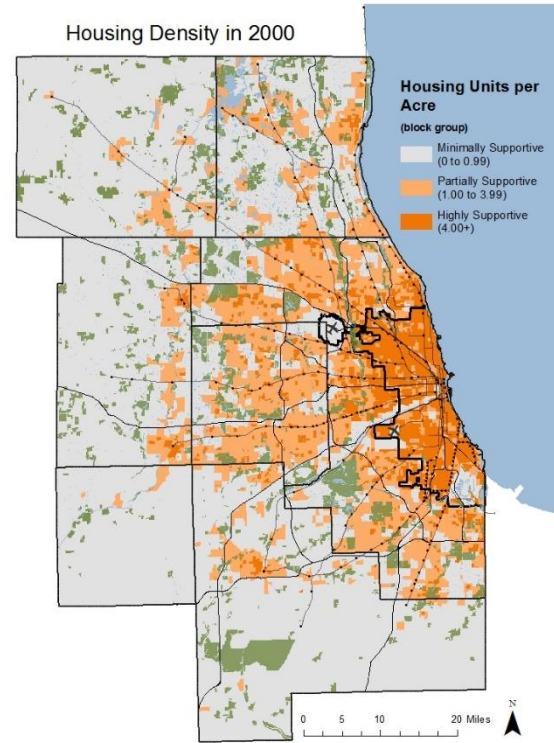 Housing Density in 2000
Housing Units per
Acre
(block group)
Minimally Supportive
(0 to 0.99)
Partially Supportive
(1.00 to 3.99)
Highly Supportive
(4.00+)
N
0 5 10 20 Miles